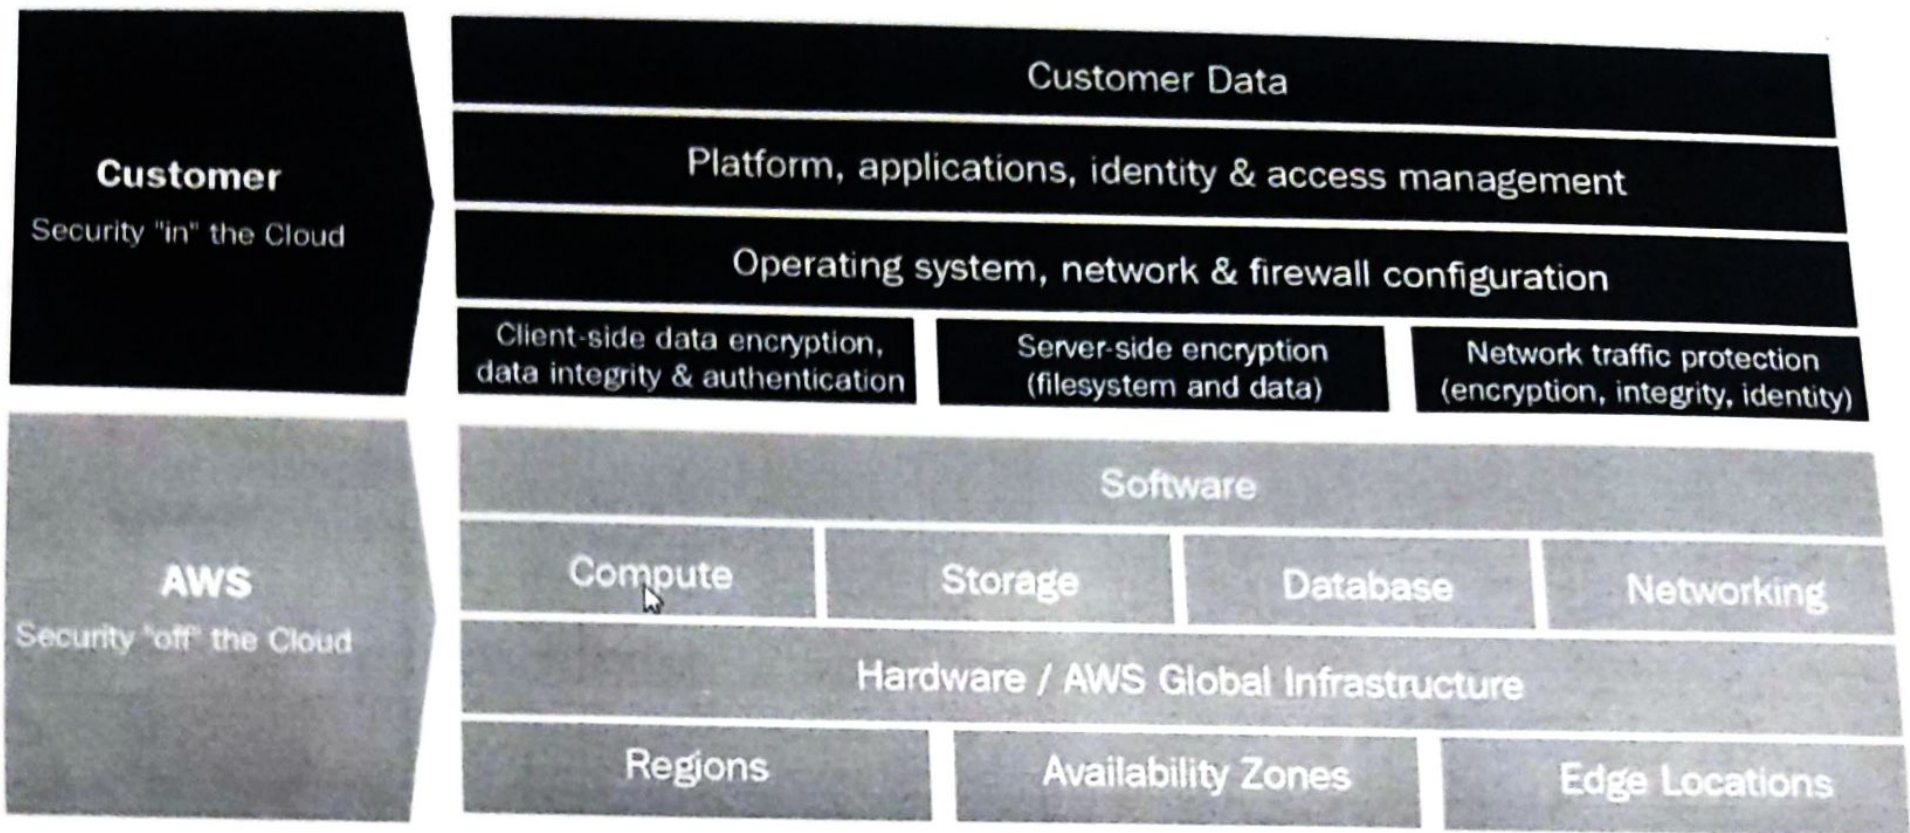 Customer
Security "in" the Cloud
Customer Data
Platform, applications, identity & access management
Operating system, network & firewall configuration
Client-side data encryption,
data integrity & authentication
Server-side encryption
(filesystem and data)
Network traffic protection
(encryption, integrity, identity)
AWS
Security "off" the Cloud
Software
Compute
Storage
Database
Networking
Hardware / AWS Global Infrastructure
Regions
Availability Zones
Edge Locations